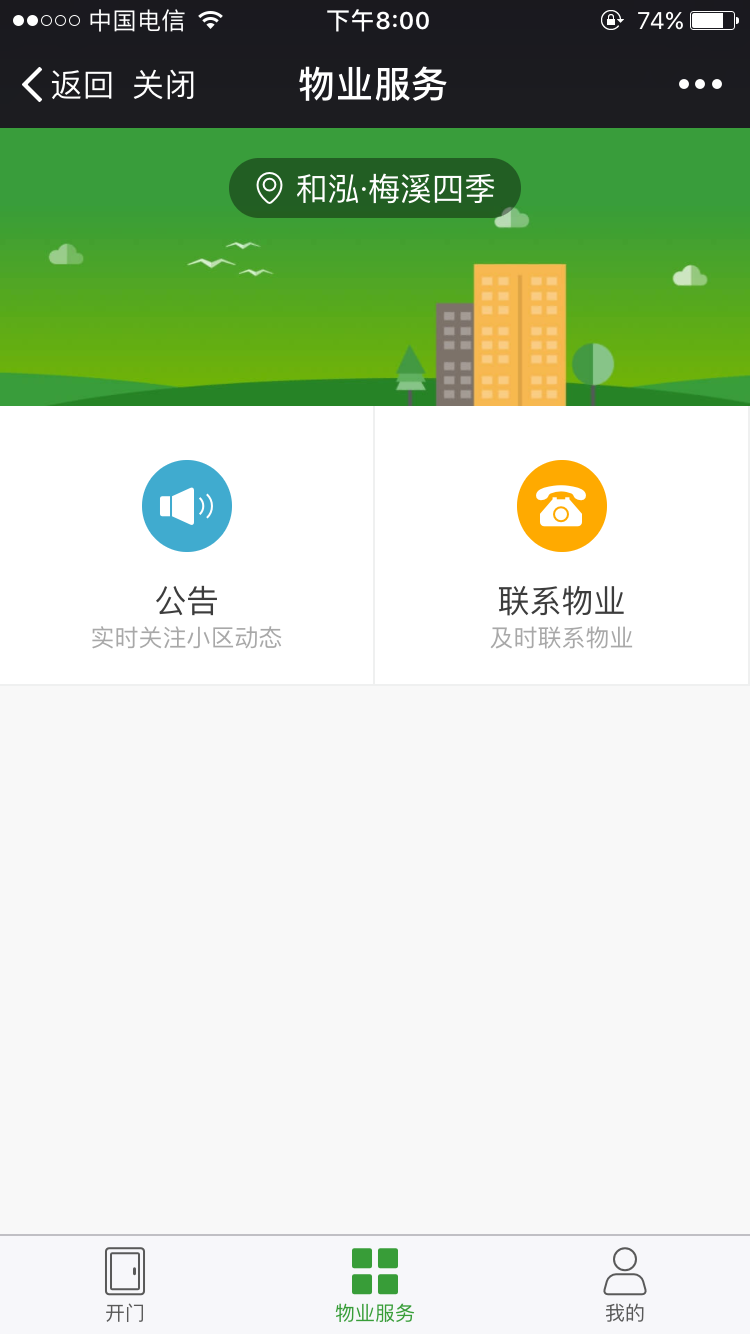 中国电信 下午8:00 74%
返回 关闭 物业服务
和泓·梅溪四季
公告 联系物业
实时关注小区动态 及时联系物业
开门 物业服务 我的